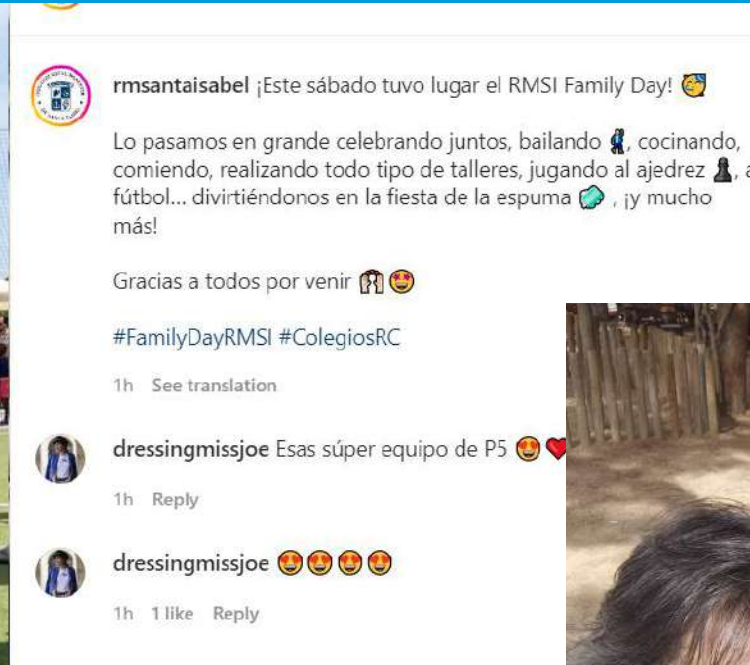 rmsantaisabel ¡Este sábado tuvo lugar el RMSI Family Day! 🥳
Lo pasamos en grande celebrando juntos, bailando 🕺, cocinando,
comiendo, realizando todo tipo de talleres, jugando al ajedrez ♟, a
fútbol... divirtiéndonos en la fiesta de la espuma 🧼 , ¡y mucho
más!
Gracias a todos por venir 🙌🤩
#FamilyDayRMSI #ColegiosRC
1h See translation
dressingmissjoe Esas súper equipo de P5 😍❤
1h Reply
dressingmissjoe 😍😍😍😍
1h 1 like Reply